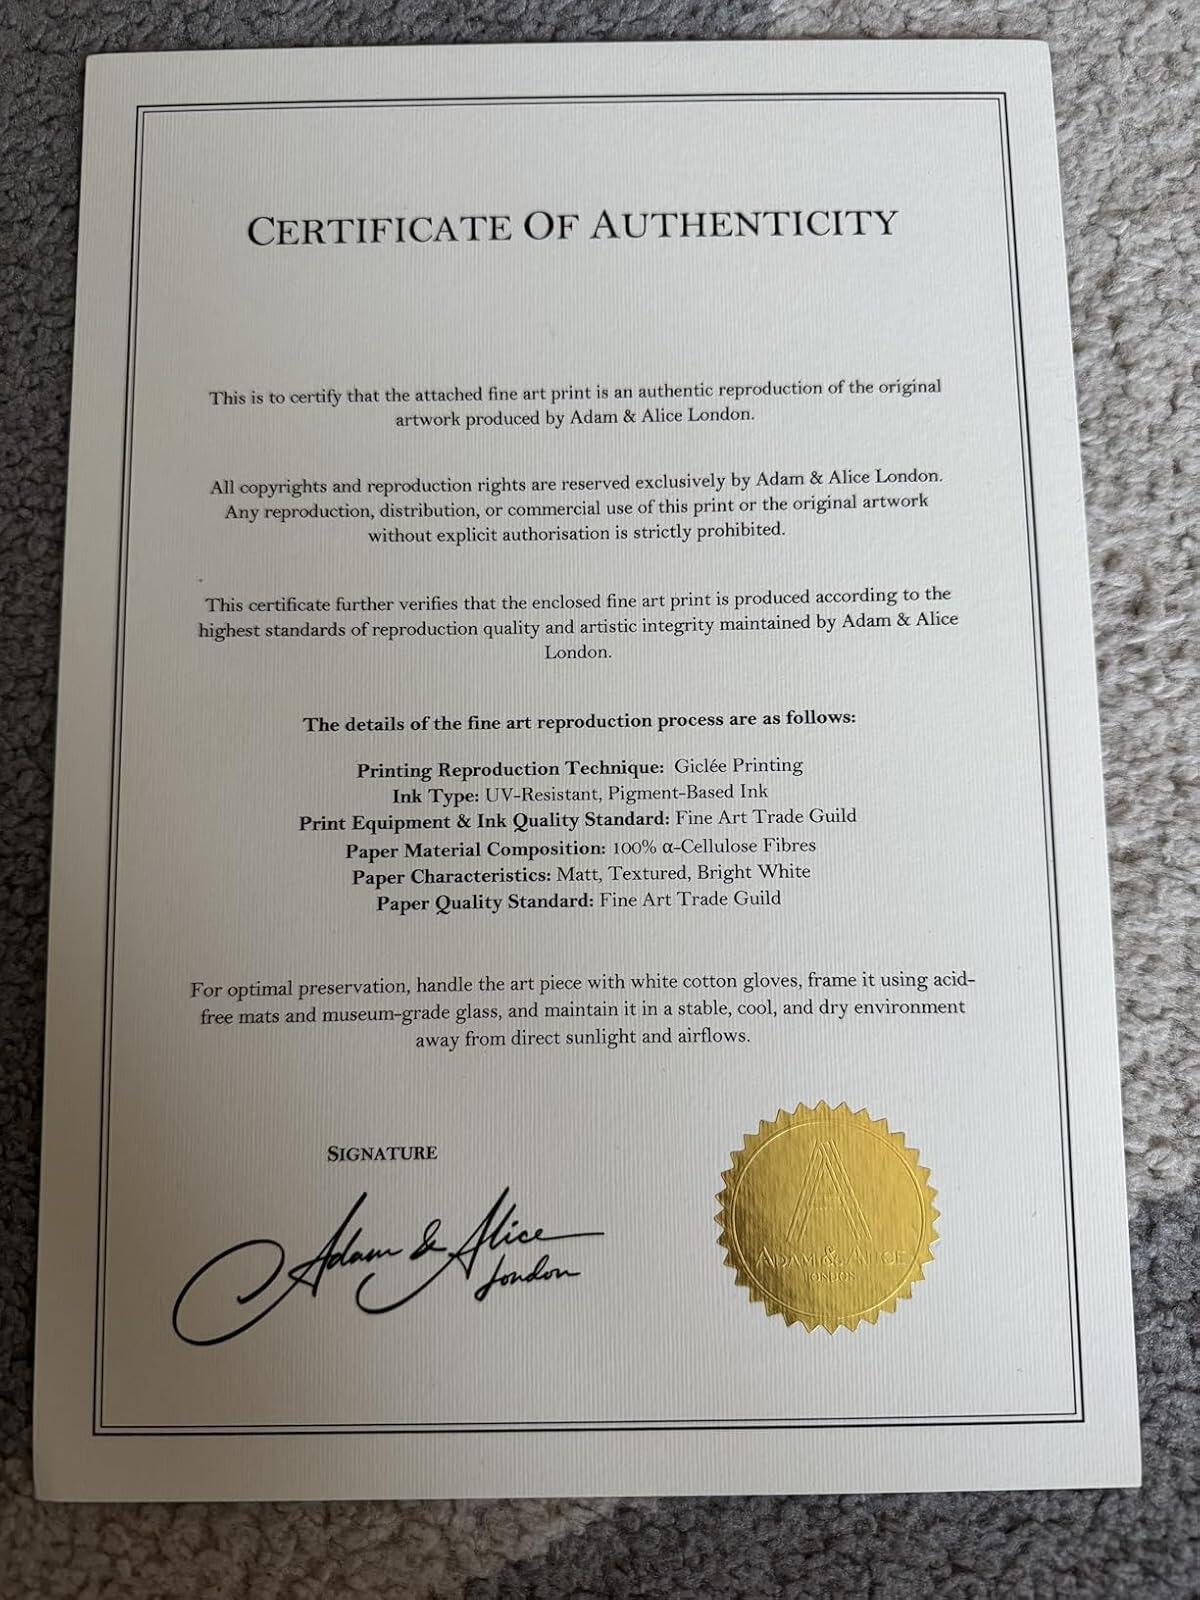 CERTIFICATE OF AUTHENTICITY
This is to certify that the attached fine art print is an authentic reproduction of the original
artwork produced by Adam & Alice London.
All copyrights and reproduction rights are reserved exclusively by Adam & Alice London.
Any reproduction, distribution, or commercial use of this print or the original artwork
without explicit authorisation is strictly prohibited.
This certificate further verifies that the enclosed fine art print is produced according to the
highest standards of reproduction quality and artistic integrity maintained by Adam & Alice
London.
The details of the fine art reproduction process are as follows:
Printing Reproduction Technique: Giclée Printing
Ink Type: UV-Resistant, Pigment-Based Ink
Print Equipment & Ink Quality Standard: Fine Art Trade Guild
Paper Material Composition: 100% α-Cellulose Fibres
Paper Characteristics: Matt, Textured, Bright White
Paper Quality Standard: Fine Art Trade Guild
For optimal preservation, handle the art piece with white cotton gloves, frame it using acid-
free mats and museum-grade glass, and maintain it in a stable, cool, and dry environment
away from direct sunlight and airflows.
SIGNATURE
Adam & Alice
London
ADAM & ALICE
LONDON